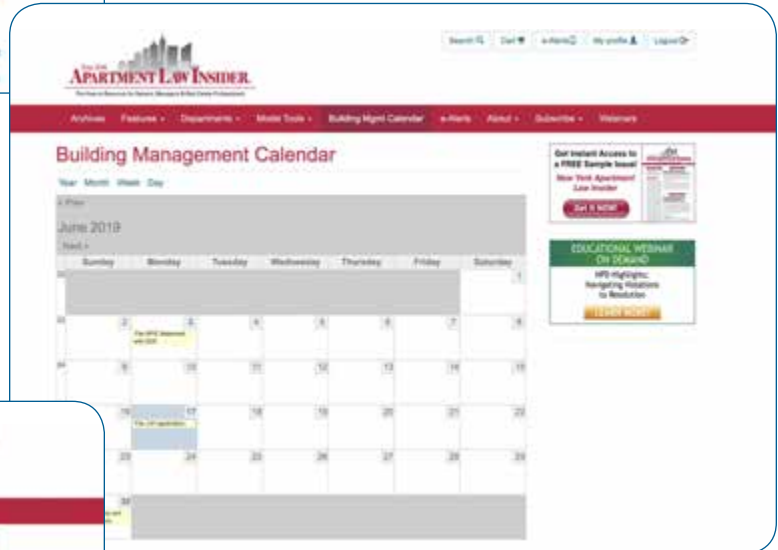 Search
Cart
e-Alerts
My profile
Logout
APARTMENT LAW INSIDER
Archives
Features
Departments
Model Tools
Building Mgmt Calendar
e-Alerts
About
Subscribe
Webinars
Building Management Calendar
Year Month Week Day
« Prev
June 2019
Next »
Sunday Monday Tuesday Wednesday Thursday Friday Saturday
1
2 3 4 5 6 7 8
9 10 11 12 13 14 15
16 17 18 19 20 21 22
23 24 25 26 27 28 29
30
Get Instant Access to
a FREE Sample Issue!
New York Apartment
Law Insider
Get it NOW!
EDUCATIONAL WEBINAR
ON DEMAND
HPD Highlights:
Navigating Violations
to Resolution
LEARN MORE!